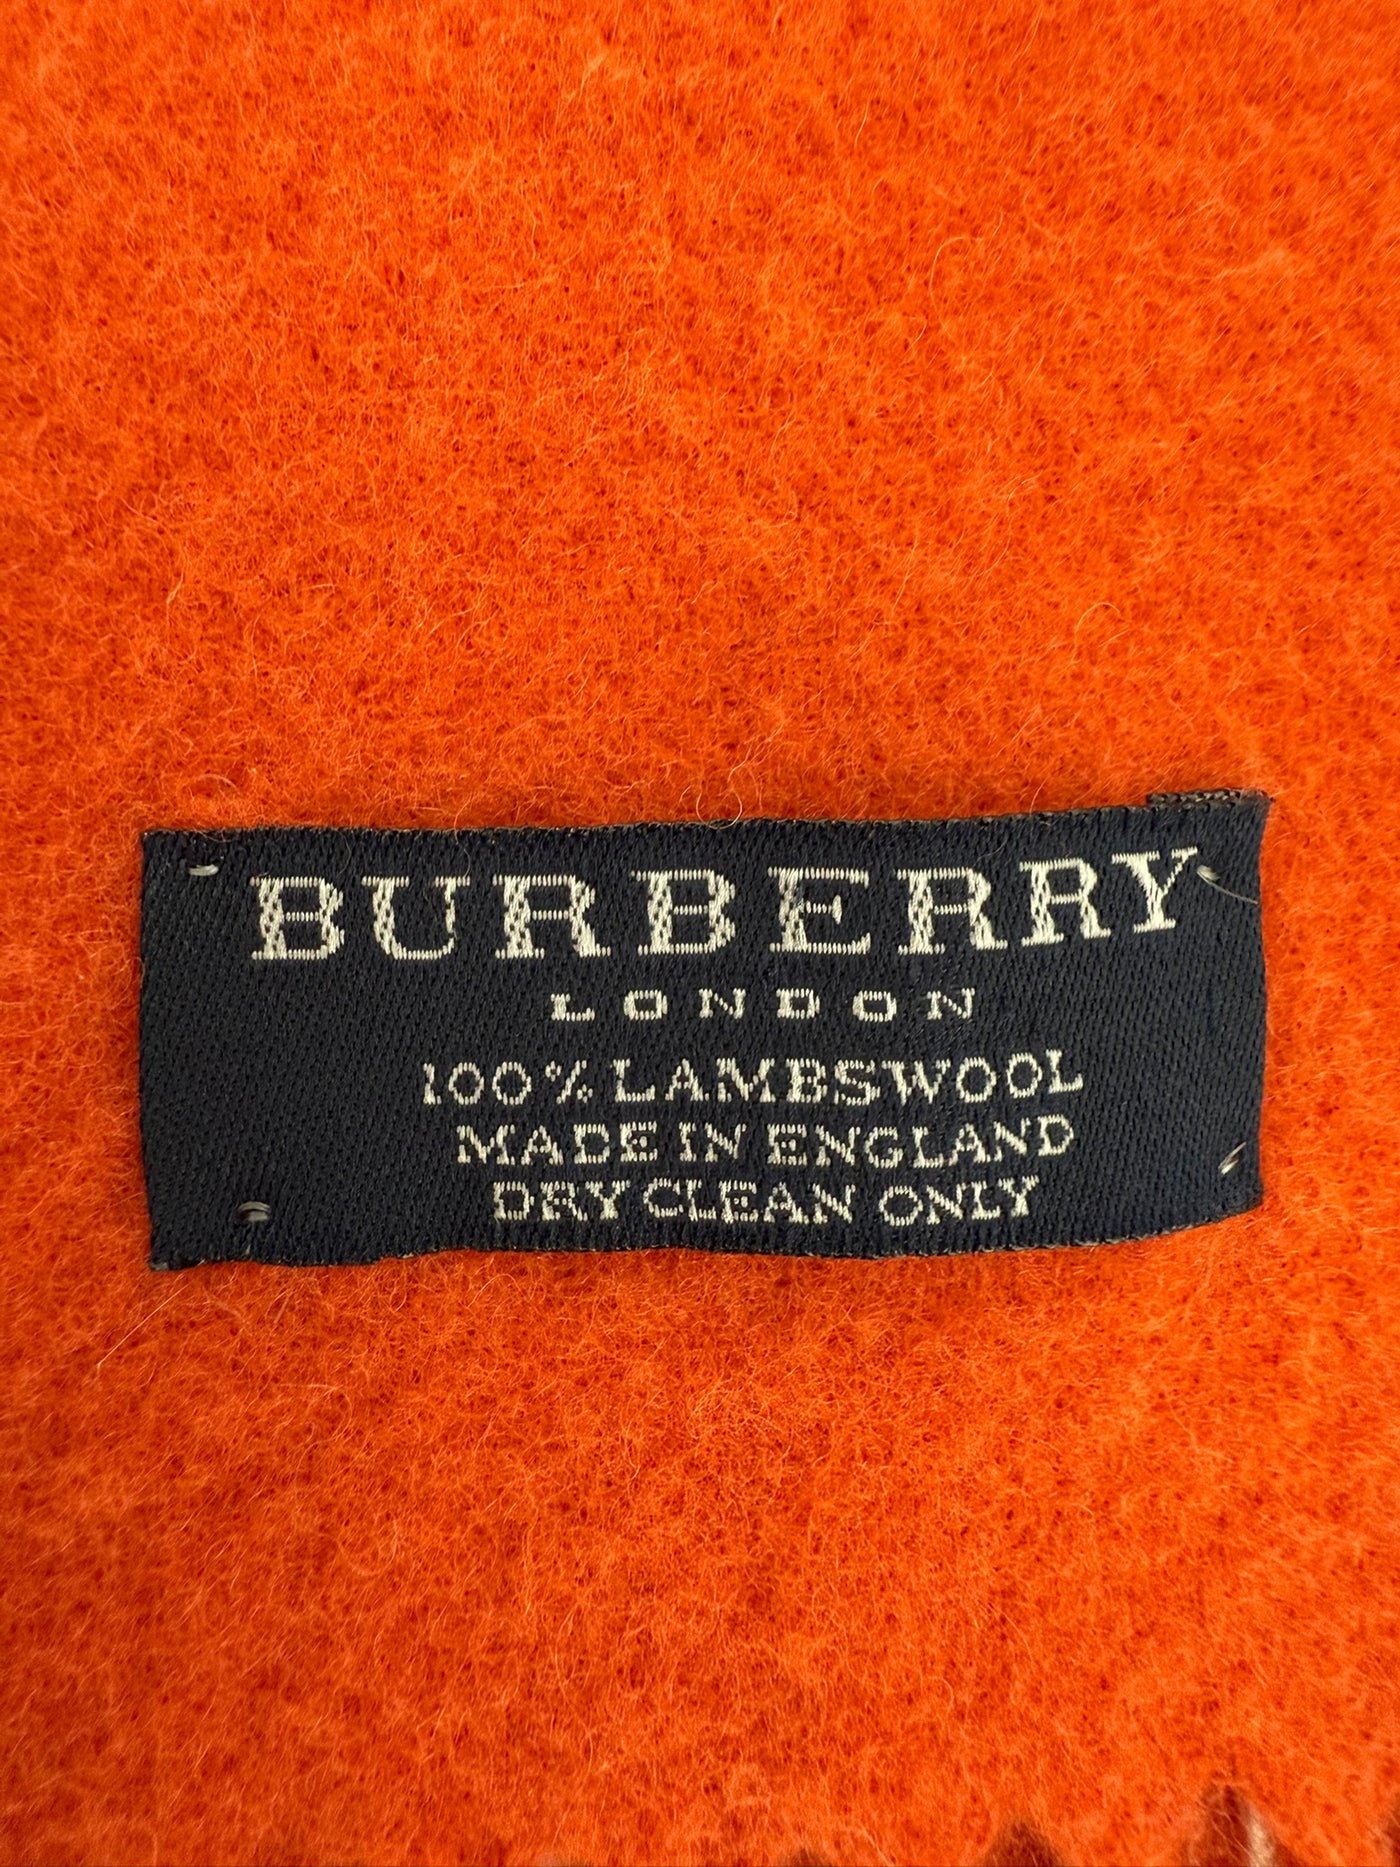 BURBERRY
LONDON
100% LAMBSWOOL
MADE IN ENGLAND
DRY CLEAN ONLY